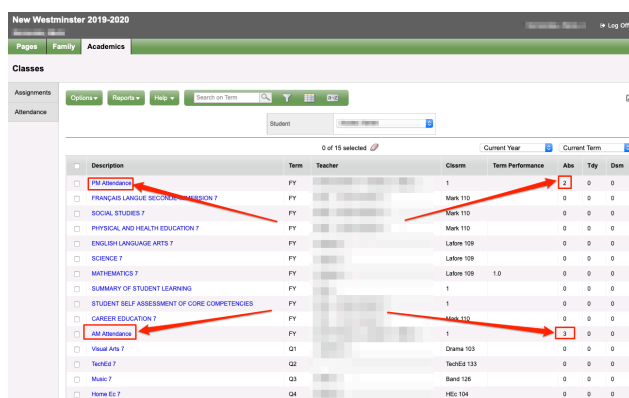 New Westminster 2019-2020
Log Off
Pages Family Academics
Classes
Assignments
Attendance
Options Reports Help Search on Term
Student
0 of 15 selected Current Year Current Term
Description Term Teacher Clssrm Term Performance Abs Tdy Dsm
PM Attendance FY 1 2 0 0
FRANÇAIS LANGUE SECONDE-IMMERSION 7 FY Mark 110 0 0 0
SOCIAL STUDIES 7 FY Mark 110 0 0 0
PHYSICAL AND HEALTH EDUCATION 7 FY Mark 110 0 0 0
ENGLISH LANGUAGE ARTS 7 FY Lafore 109 0 0 0
SCIENCE 7 FY Lafore 109 0 0 0
MATHEMATICS 7 FY Lafore 109 1.0 0 0 0
SUMMARY OF STUDENT LEARNING FY 1 0 0 0
STUDENT SELF ASSESSMENT OF CORE COMPETENCIES FY 1 0 0 0
CAREER EDUCATION 7 FY Mark 110 0 0 0
AM Attendance FY 1 3 0 0
Visual Arts 7 Q1 Drama 103 0 0 0
TechEd 7 Q2 TechEd 133 0 0 0
Music 7 Q3 Band 126 0 0 0
Home Ec 7 Q4 HEc 104 0 0 0